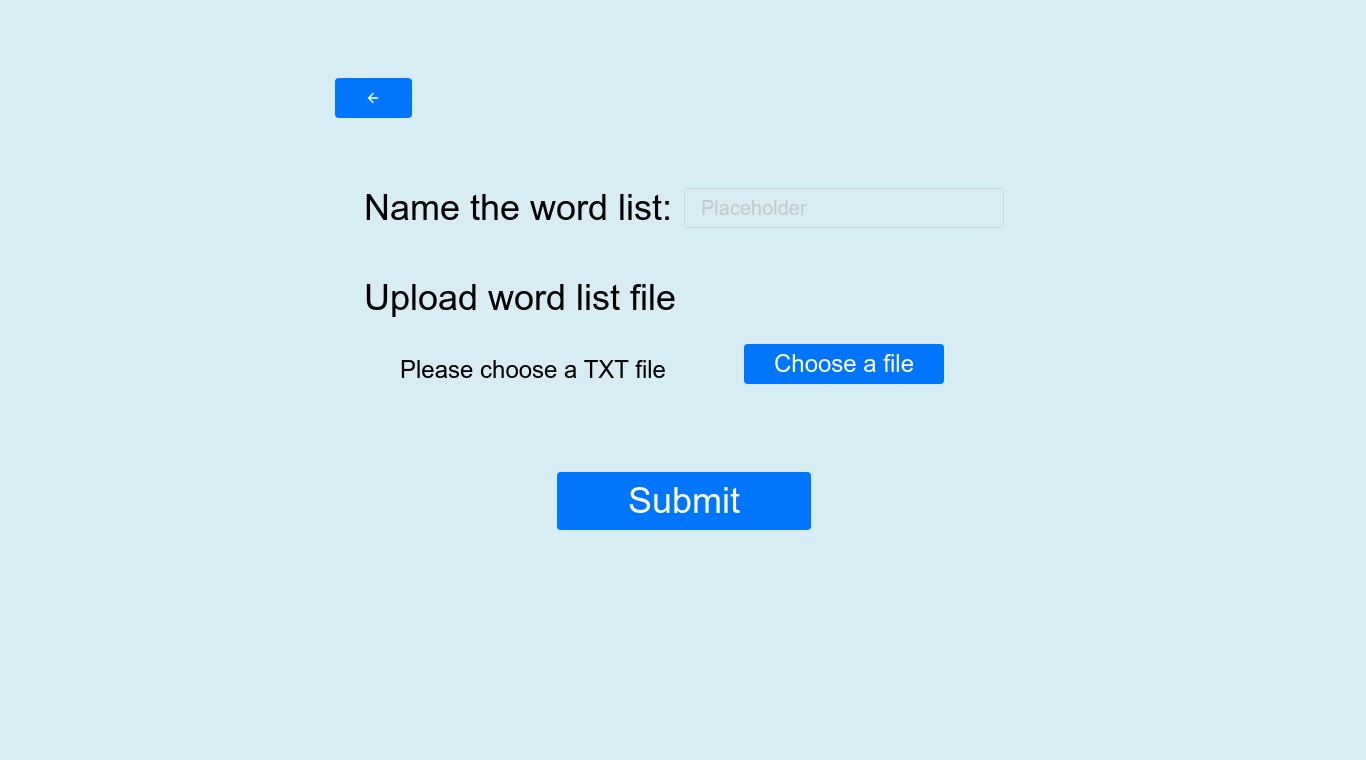 Name the word list:
Placeholder
Upload word list file
Please choose a TXT file
Choose a file
Submit